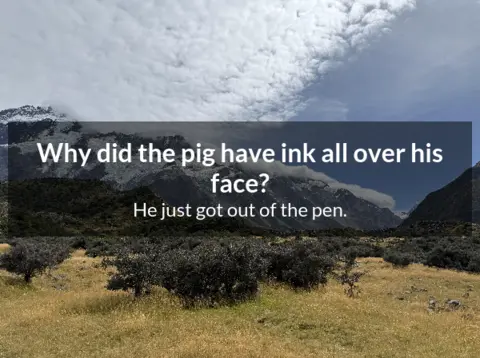 Why did the pig have ink all over his
face?
He just got out of the pen.